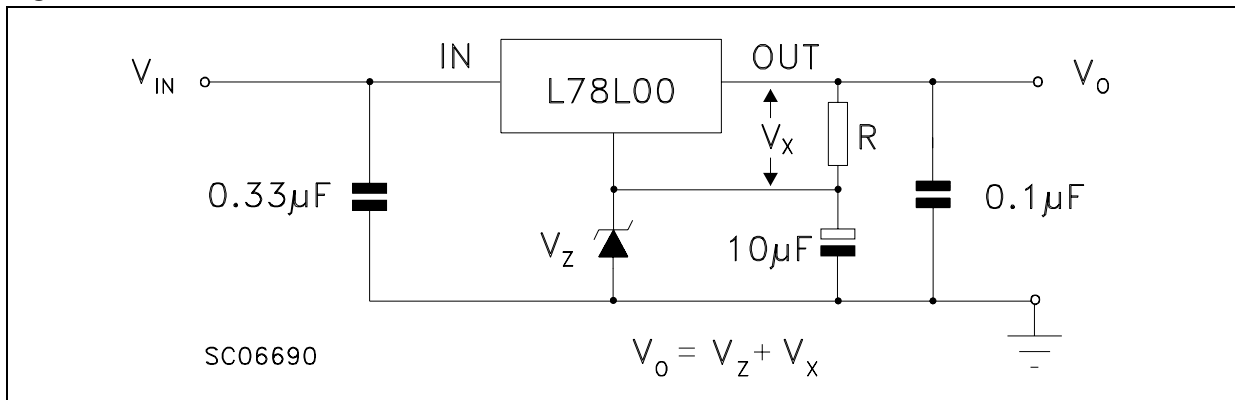 IN
OUT
V_IN
L78L00
V_O
V_X
R
0.33µF
0.1µF
V_Z
10µF
SC06690
V_O = V_Z + V_X